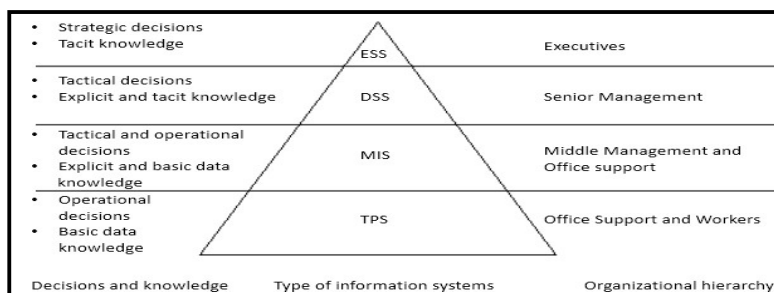 • Strategic decisions
• Tacit knowledge
ESS
Executives
• Tactical decisions
• Explicit and tacit knowledge
DSS
Senior Management
• Tactical and operational
decisions
• Explicit and basic data
knowledge
MIS
Middle Management and
Office support
• Operational
decisions
• Basic data
knowledge
TPS
Office Support and Workers
Decisions and knowledge
Type of information systems
Organizational hierarchy